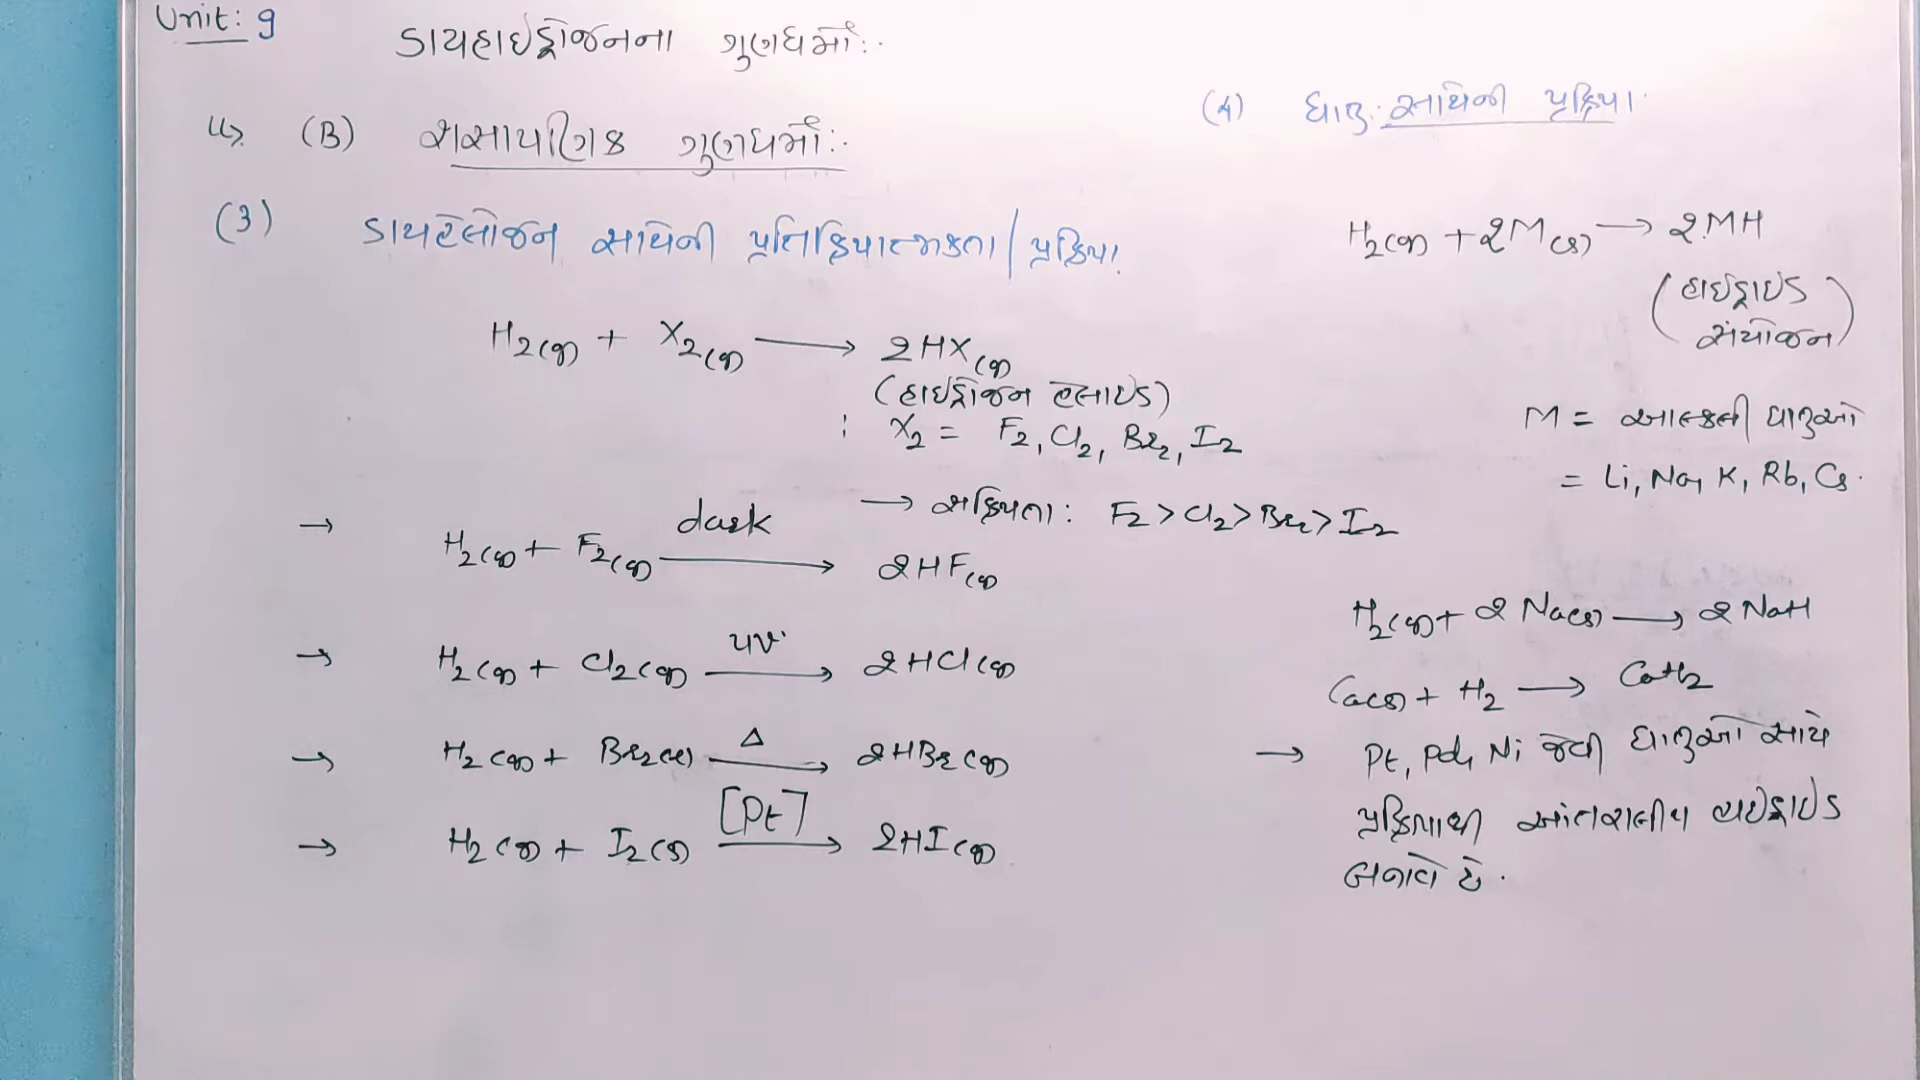 Unit: 9
ડાયહાઇડ્રોજનના ગુણધર્મો:-
↳ (B) રાસાયણિક ગુણધર્મો:-
(3) ડાયહેલોજન સાથેની પ્રતિક્રિયાત્મકતા / પ્રક્રિયા.
H2(g) + X2(g) ⟶ 2HX(g)
(હાઇડ્રોજન હેલાઇડ)
: X2 = F2, Cl2, Br2, I2
→ સક્રિયતા : F2 > Cl2 > Br2 > I2
→ H2(g) + F2(g) dark ⟶ 2HF(g)
→ H2(g) + Cl2(g) uv ⟶ 2HCl(g)
→ H2(g) + Br2(l) Δ ⟶ 2HBr(g)
→ H2(g) + I2(s) [Pt] ⟶ 2HI(g)
(4) ધાતુ સાથેની પ્રક્રિયા.
H2(g) + 2M(s) ⟶ 2MH
(હાઇડ્રાઇડ
સંયોજન)
M = આલ્કલી ધાતુઓ
= Li, Na, K, Rb, Cs.
H2(g) + 2Na(s) ⟶ 2NaH
Ca(s) + H2 ⟶ CaH2
→ Pt, Pd, Ni જેવી ધાતુઓ સાથે
પ્રક્રિયાથી આંતરાલીય હાઇડ્રાઇડ
બનાવે છે.